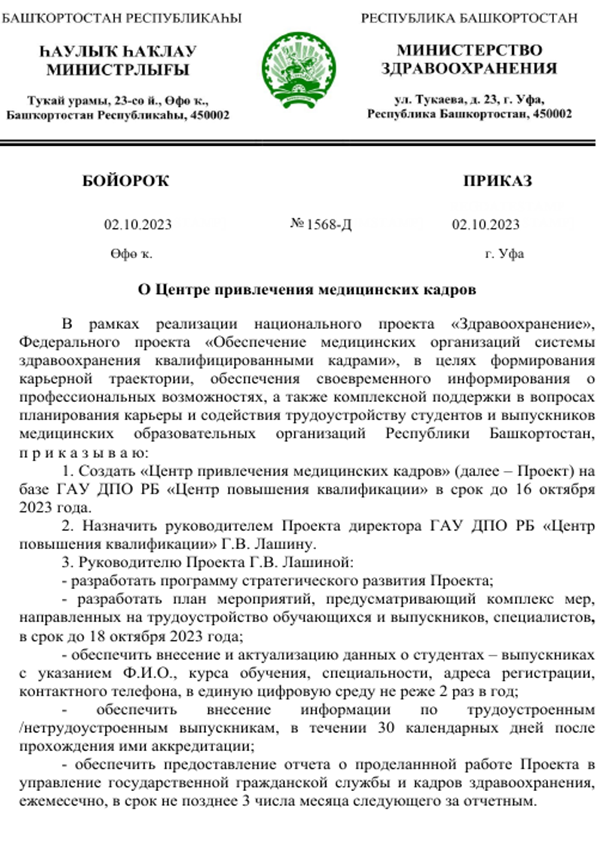 БАШҠОРТОСТАН РЕСПУБЛИКАҺЫ
ҺАУЛЫҠ ҺАҠЛАУ
МИНИСТРЛЫҒЫ
Туҡай урамы, 23-сө й., Өфө ҡ.,
Башҡортостан Республикаһы, 450002
РЕСПУБЛИКА БАШКОРТОСТАН
МИНИСТЕРСТВО
ЗДРАВООХРАНЕНИЯ
ул. Тукаева, д. 23, г. Уфа,
Республика Башкортостан, 450002
БОЙОРОҠ
ПРИКАЗ
02.10.2023
№ 1568-Д
02.10.2023
Өфө ҡ.
г. Уфа
О Центре привлечения медицинских кадров
В рамках реализации национального проекта «Здравоохранение»,
Федерального проекта «Обеспечение медицинских организаций системы
здравоохранения квалифицированными кадрами», в целях формирования
карьерной траектории, обеспечения своевременного информирования о
профессиональных возможностях, а также комплексной поддержки в вопросах
планирования карьеры и содействия трудоустройству студентов и выпускников
медицинских образовательных организаций Республики Башкортостан,
п р и к а з ы в а ю:
1. Создать «Центр привлечения медицинских кадров» (далее – Проект) на
базе ГАУ ДПО РБ «Центр повышения квалификации» в срок до 16 октября
2023 года.
2. Назначить руководителем Проекта директора ГАУ ДПО РБ «Центр
повышения квалификации» Г.В. Лашину.
3. Руководителю Проекта Г.В. Лашиной:
- разработать программу стратегического развития Проекта;
- разработать план мероприятий, предусматривающий комплекс мер,
направленных на трудоустройство обучающихся и выпускников, специалистов,
в срок до 18 октября 2023 года;
- обеспечить внесение и актуализацию данных о студентах – выпускниках
с указанием Ф.И.О., курса обучения, специальности, адреса регистрации,
контактного телефона, в единую цифровую среду не реже 2 раз в год;
- обеспечить внесение информации по трудоустроенным
/нетрудоустроенным выпускникам, в течении 30 календарных дней после
прохождения ими аккредитации;
- обеспечить предоставление отчета о проделаннной работе Проекта в
управление государственной гражданской службы и кадров здравоохранения,
ежемесечно, в срок не позднее 3 числа месяца следующего за отчетным.